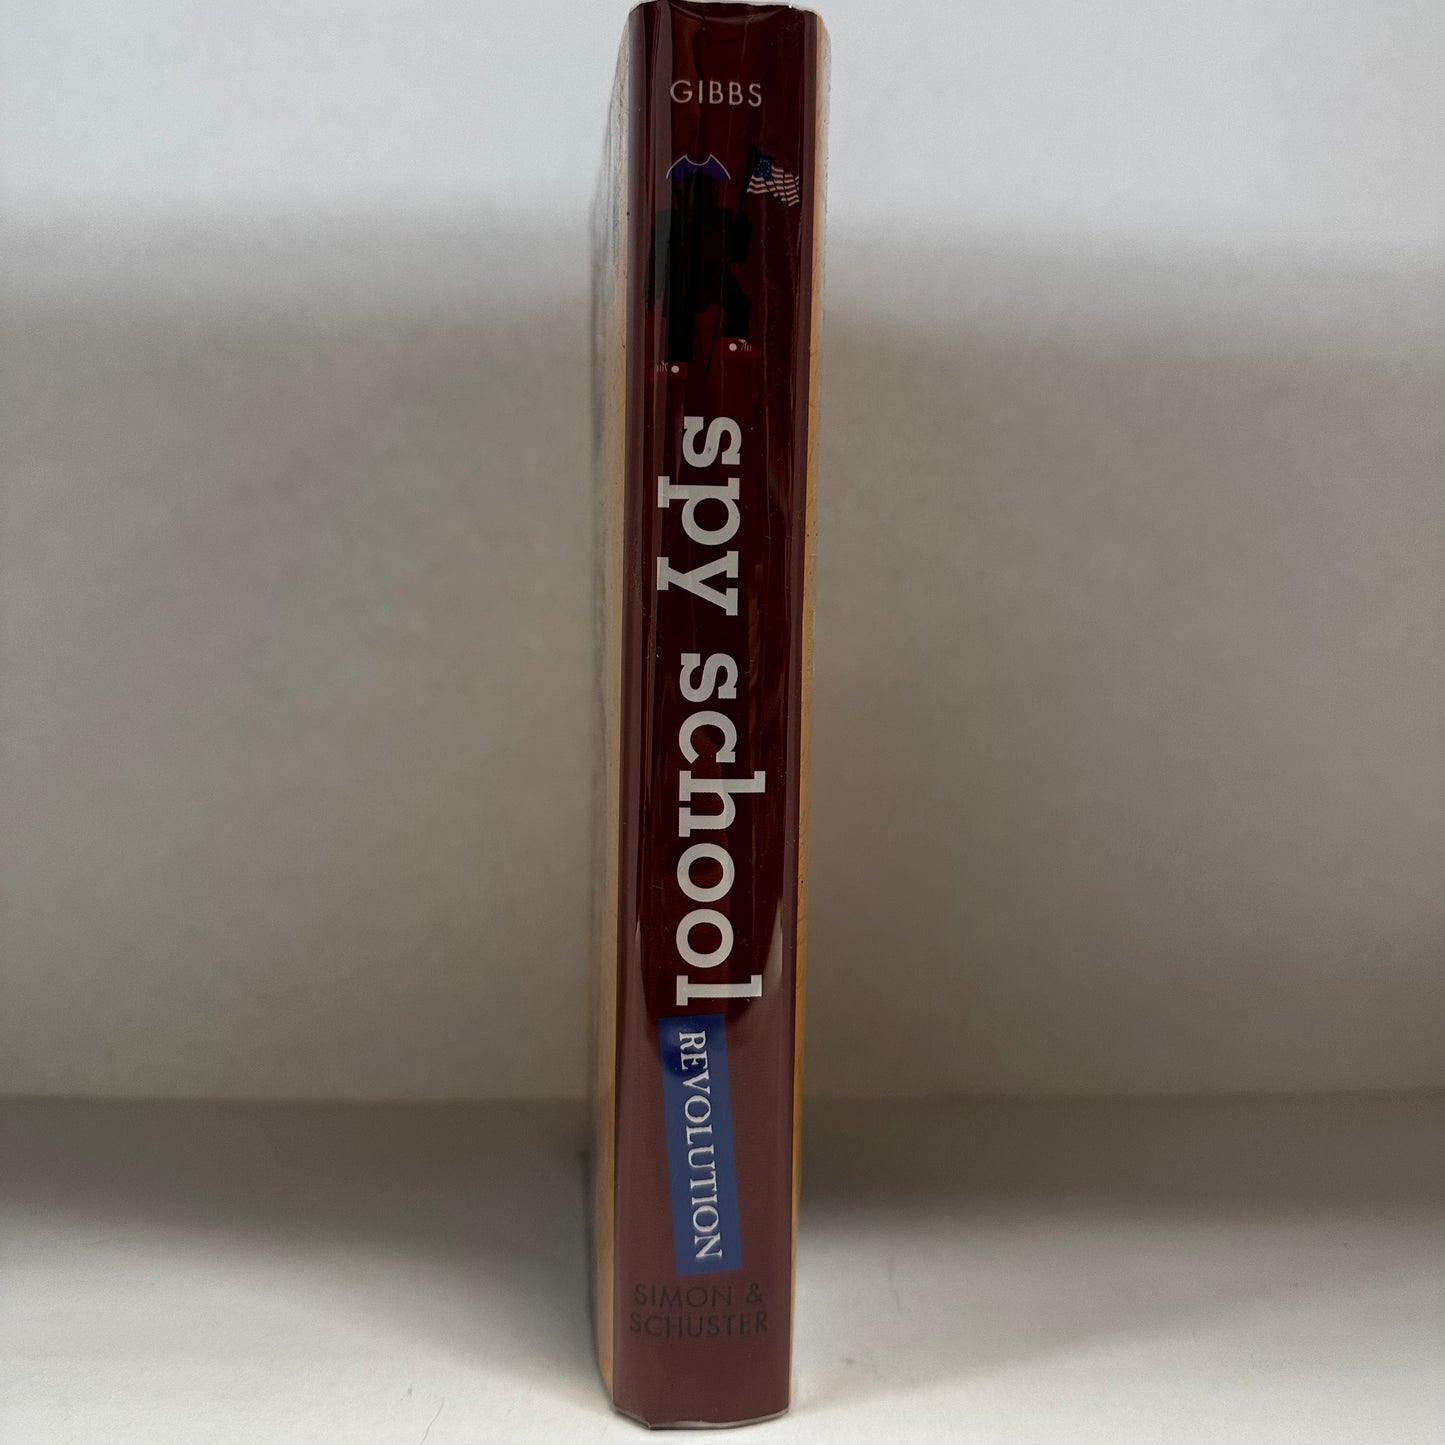 GIBBS
spy school
REVOLUTION
SIMON &
SCHUSTER